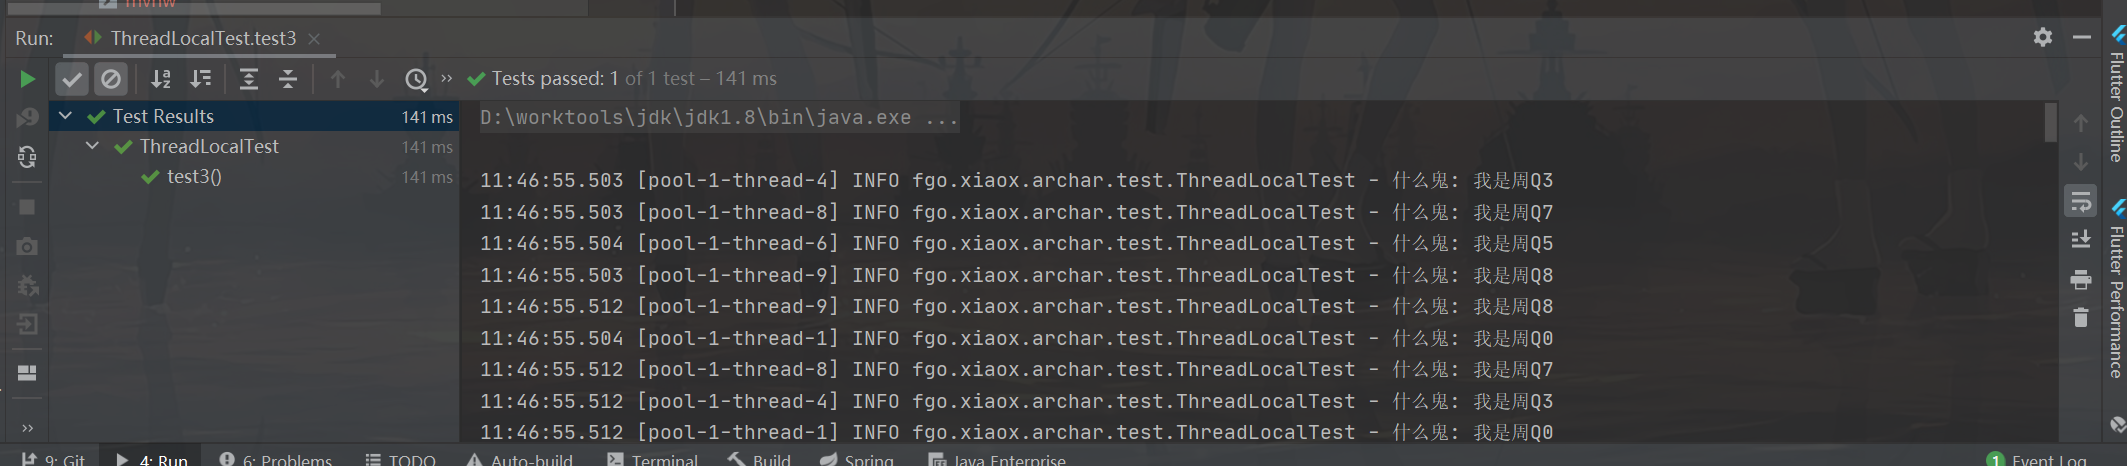 mvnw
Run: ThreadLocalTest.test3
Tests passed: 1 of 1 test – 141 ms
Test Results 141 ms
ThreadLocalTest 141 ms
test3() 141 ms
D:\worktools\jdk\jdk1.8\bin\java.exe ...
11:46:55.503 [pool-1-thread-4] INFO fgo.xiaox.archar.test.ThreadLocalTest - 什么鬼: 我是周Q3
11:46:55.503 [pool-1-thread-8] INFO fgo.xiaox.archar.test.ThreadLocalTest - 什么鬼: 我是周Q7
11:46:55.504 [pool-1-thread-6] INFO fgo.xiaox.archar.test.ThreadLocalTest - 什么鬼: 我是周Q5
11:46:55.503 [pool-1-thread-9] INFO fgo.xiaox.archar.test.ThreadLocalTest - 什么鬼: 我是周Q8
11:46:55.512 [pool-1-thread-9] INFO fgo.xiaox.archar.test.ThreadLocalTest - 什么鬼: 我是周Q8
11:46:55.504 [pool-1-thread-1] INFO fgo.xiaox.archar.test.ThreadLocalTest - 什么鬼: 我是周Q0
11:46:55.512 [pool-1-thread-8] INFO fgo.xiaox.archar.test.ThreadLocalTest - 什么鬼: 我是周Q7
11:46:55.512 [pool-1-thread-4] INFO fgo.xiaox.archar.test.ThreadLocalTest - 什么鬼: 我是周Q3
11:46:55.512 [pool-1-thread-1] INFO fgo.xiaox.archar.test.ThreadLocalTest - 什么鬼: 我是周Q0
Flutter Outline
Flutter Performance
9: Git 4: Run 6: Problems TODO Auto-build Terminal Build Spring Java Enterprise 1 Event Log